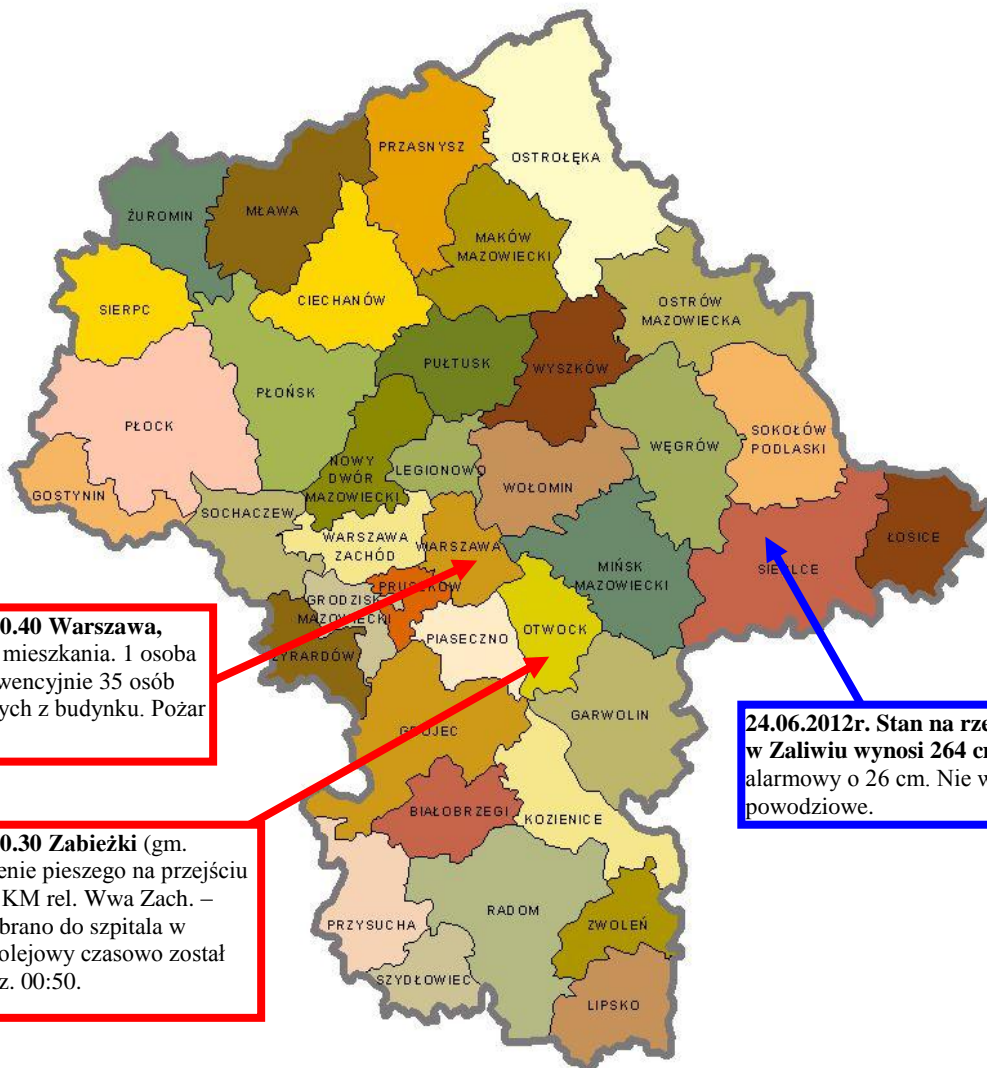 PRZASNYSZ
OSTROŁĘKA
ŻUROMIN
MŁAWA
MAKÓW
MAZOWIECKI
SIERPC
CIECHANÓW
OSTRÓW
MAZOWIECKA
PUŁTUSK
WYSZKÓW
PŁOŃSK
PŁOCK
SOKOŁÓW
PODLASKI
WĘGRÓW
NOWY
DWÓR
MAZOWIECKI
LEGIONOWO
WOŁOMIN
GOSTYNIN
SOCHACZEW
WARSZAWA
ZACHÓD
WARSZAWA
ŁOSICE
MIŃSK
MAZOWIECKI
SIEDLCE
PRUSZKÓW
GRODZISK
MAZOWIECKI
PIASECZNO
OTWOCK
ŻYRARDÓW
GARWOLIN
GRÓJEC
BIAŁOBRZEGI
KOZIENICE
RADOM
PRZYSUCHA
ZWOLEŃ
SZYDŁOWIEC
LIPSKO
0.40 Warszawa,
mieszkania. 1 osoba
wencyjnie 35 osób
ych z budynku. Pożar
0.30 Zabieżki (gm.
enie pieszego na przejściu
KM rel. Wwa Zach. –
brano do szpitala w
olejowy czasowo został
z. 00:50.
24.06.2012r. Stan na rze
w Zaliwiu wynosi 264 cm
alarmowy o 26 cm. Nie w
powodziowe.